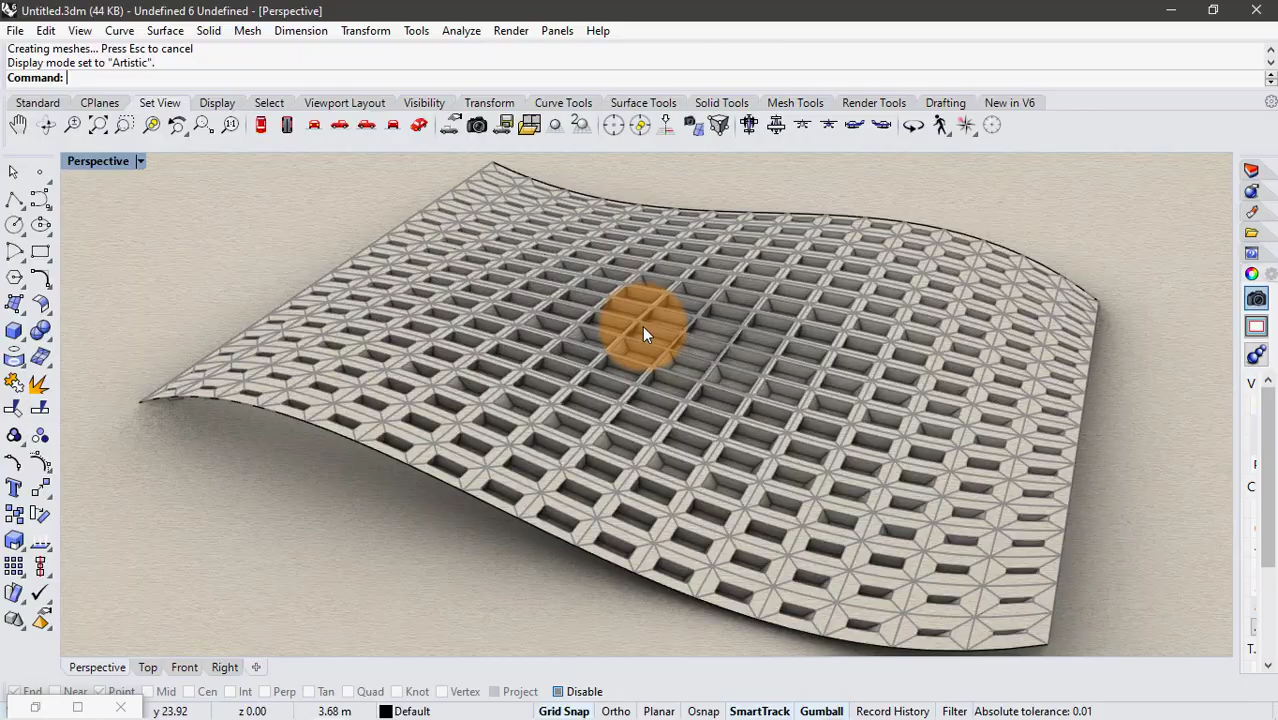 Untitled.3dm (44 KB) - Undefined 6 Undefined - [Perspective]
File Edit View Curve Surface Solid Mesh Dimension Transform Tools Analyze Render Panels Help
Creating meshes... Press Esc to cancel
Display mode set to "Artistic".
Command:
Standard CPlanes Set View Display Select Viewport Layout Visibility Transform Curve Tools Surface Tools Solid Tools Mesh Tools Render Tools Drafting New in V6
Perspective
V
F
C
T.
Perspective Top Front Right
End Near Point Mid Cen Int Perp Tan Quad Knot Vertex Project Disable
y 23.92 z 0.00 3.68 m Default Grid Snap Ortho Planar Osnap SmartTrack Gumball Record History Filter Absolute tolerance: 0.01